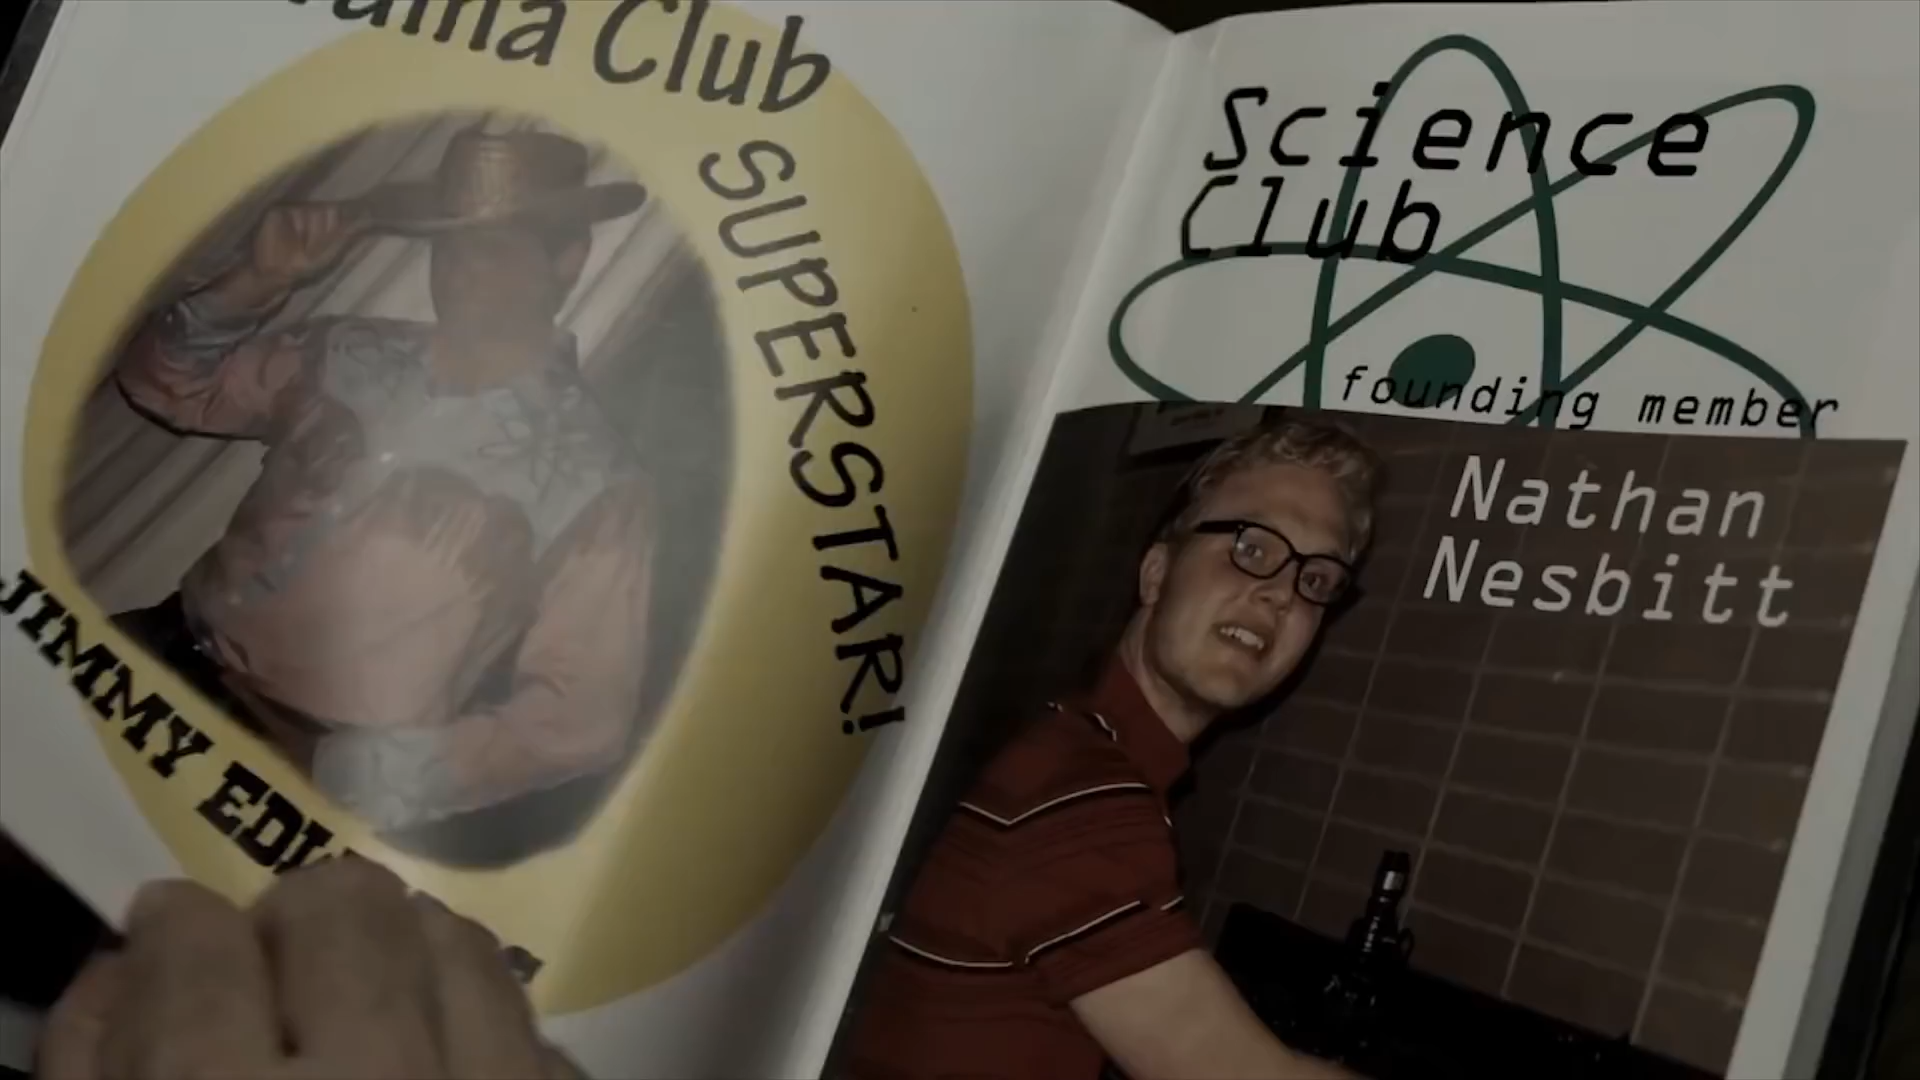 Club
SUPERSTAR!
JIMMY
Science
Club
founding member
Nathan
Nesbitt